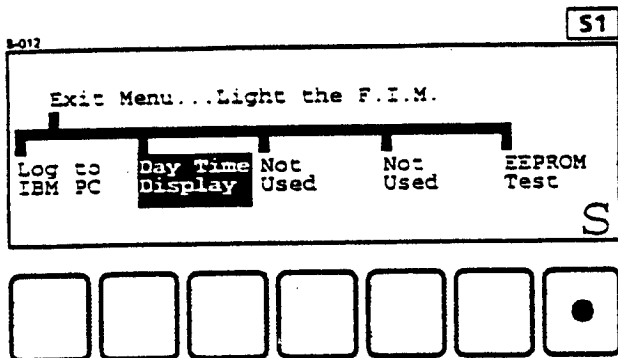 S1
S-012
Exit Menu...Light the F.I.M.
Log to
IBM PC
Day Time
Display
Not
Used
Not
Used
EEPROM
Test
S